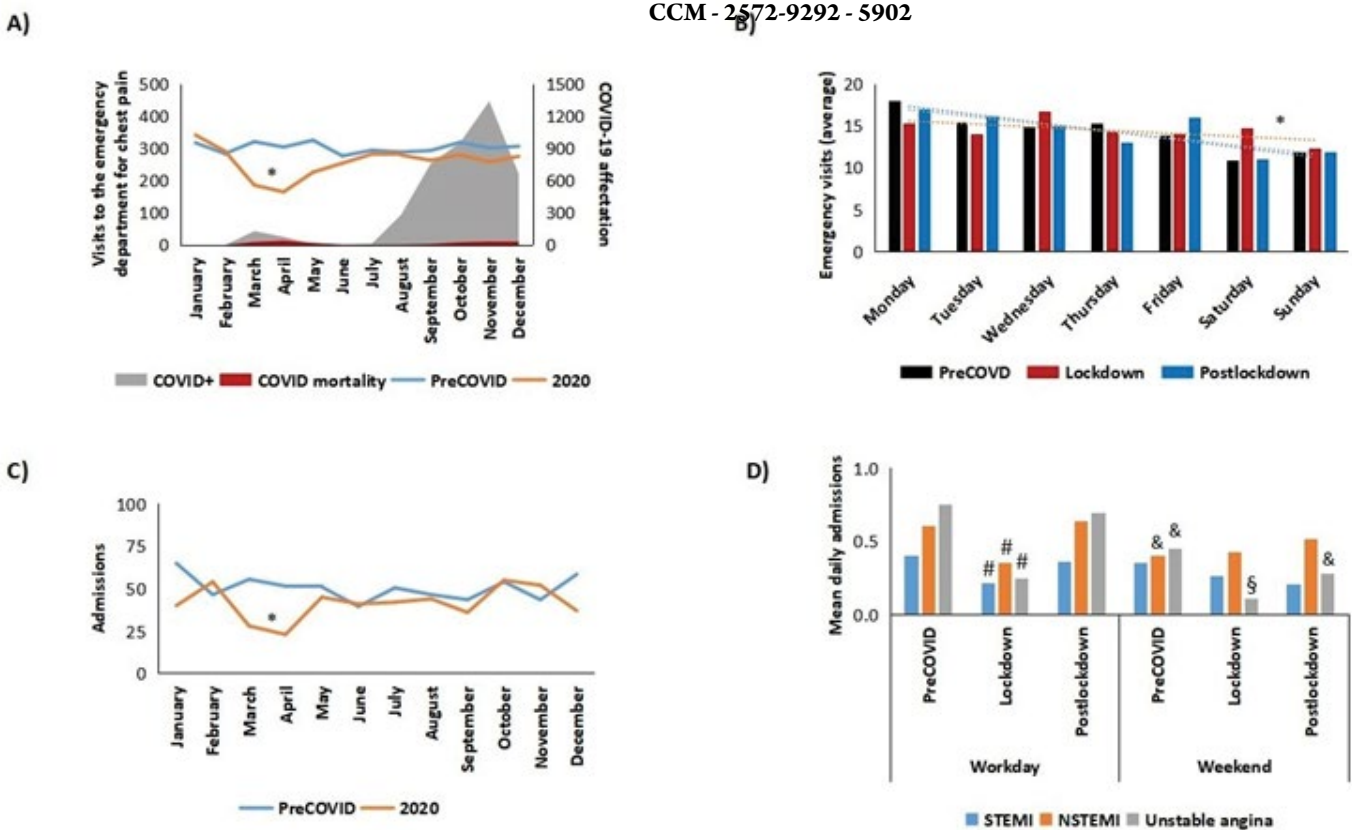 CCM - 2572-9292 - 5902
A)
Visits to the emergency
department for chest pain
500
400
300
200
100
0
*
1500
1200
900
600
300
0
COVID-19 affectation
January
February
March
April
May
June
July
August
September
October
November
December
COVID+
COVID mortality
PreCOVID
2020
B)
Emergency visits (average)
20
15
10
5
0
*
Monday
Tuesday
Wednesday
Thursday
Friday
Saturday
Sunday
PreCOVD
Lockdown
Postlockdown
C)
Admissions
100
75
50
25
0
*
January
February
March
April
May
June
July
August
September
October
November
December
PreCOVID
2020
D)
Mean daily admissions
1.0
0.5
0.0
# # #
& &
§
&
PreCOVID
Lockdown
Postlockdown
PreCOVID
Lockdown
Postlockdown
Workday
Weekend
STEMI
NSTEMI
Unstable angina